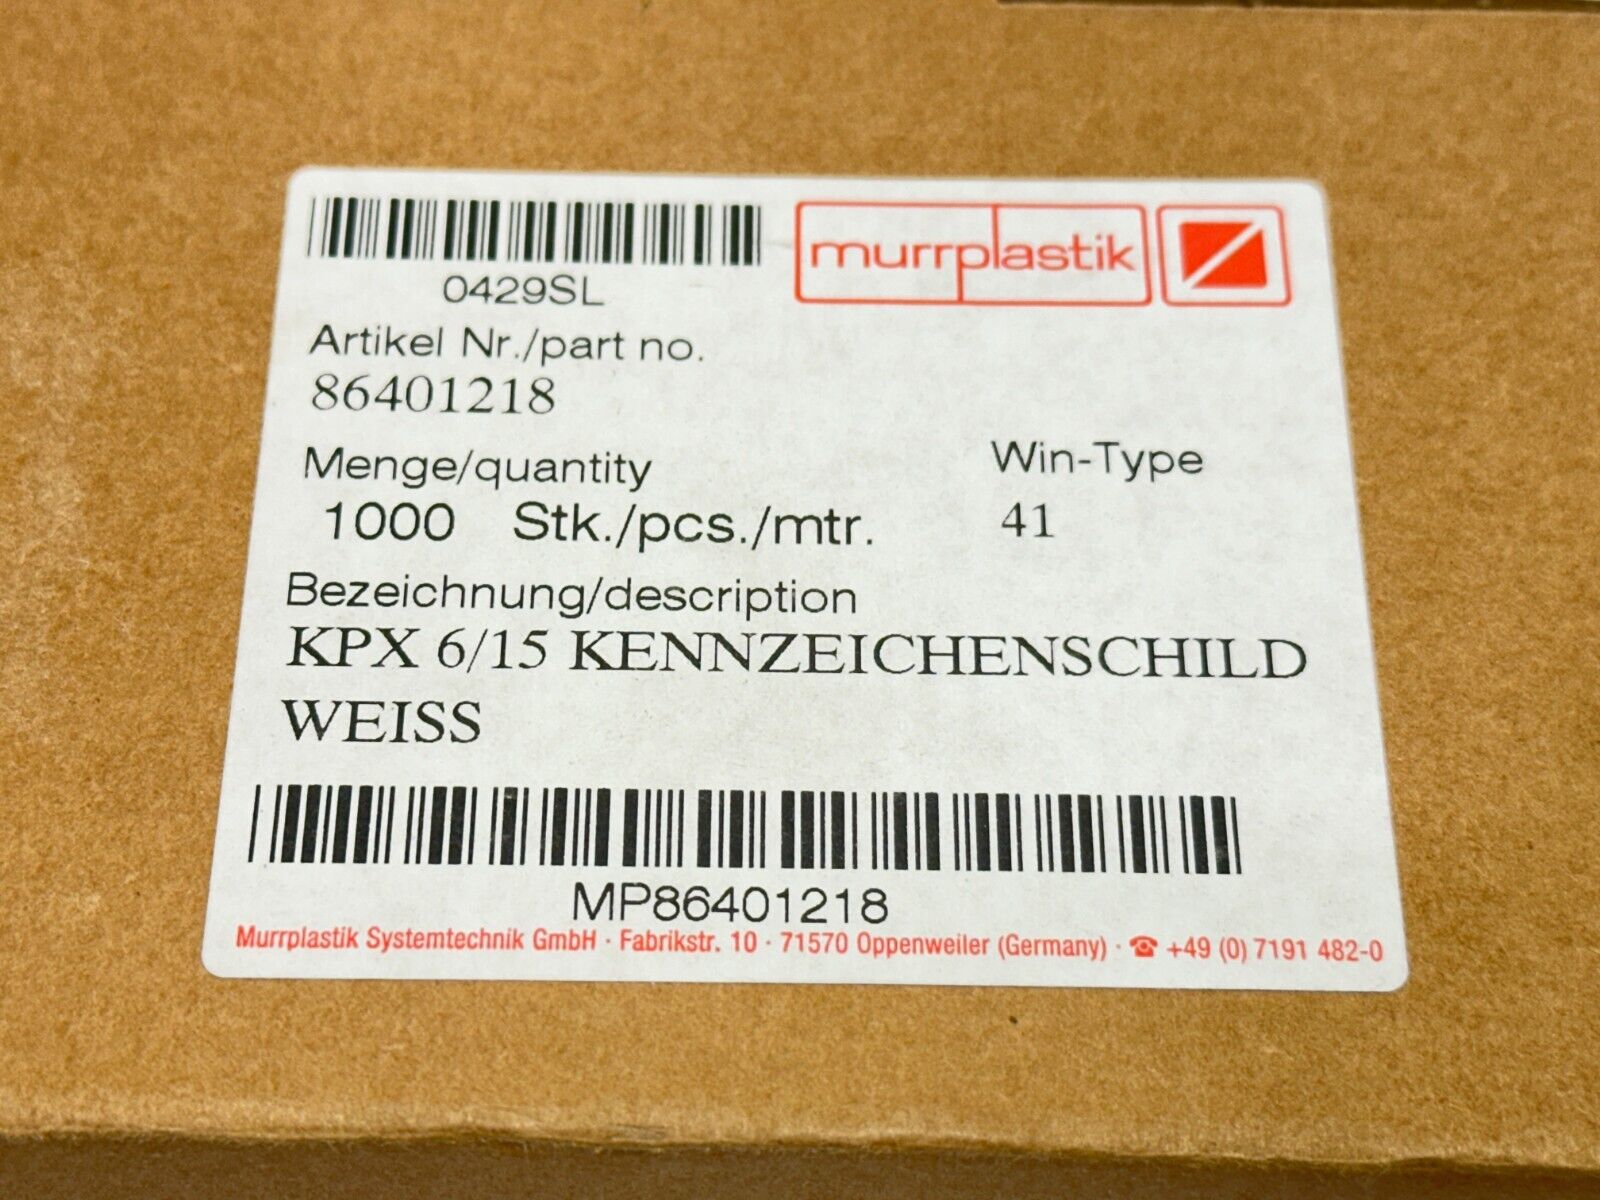 0429SL
murrplastik
Artikel Nr./part no.
86401218
Menge/quantity
Win-Type
1000 Stk./pcs./mtr.
41
Bezeichnung/description
KPX 6/15 KENNZEICHENSCHILD
WEISS
MP86401218
Murrplastik Systemtechnik GmbH · Fabrikstr. 10 · 71570 Oppenweiler (Germany) · ☎ +49 (0) 7191 482-0